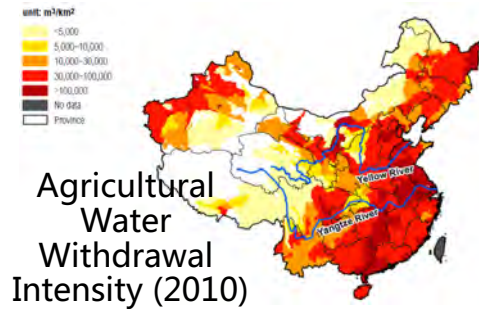 unit: m³/km²
<5,000
5,000–10,000
10,000–30,000
30,000–100,000
>100,000
No data
Province
Yellow River
Yangtze River
Agricultural
Water
Withdrawal
Intensity (2010)